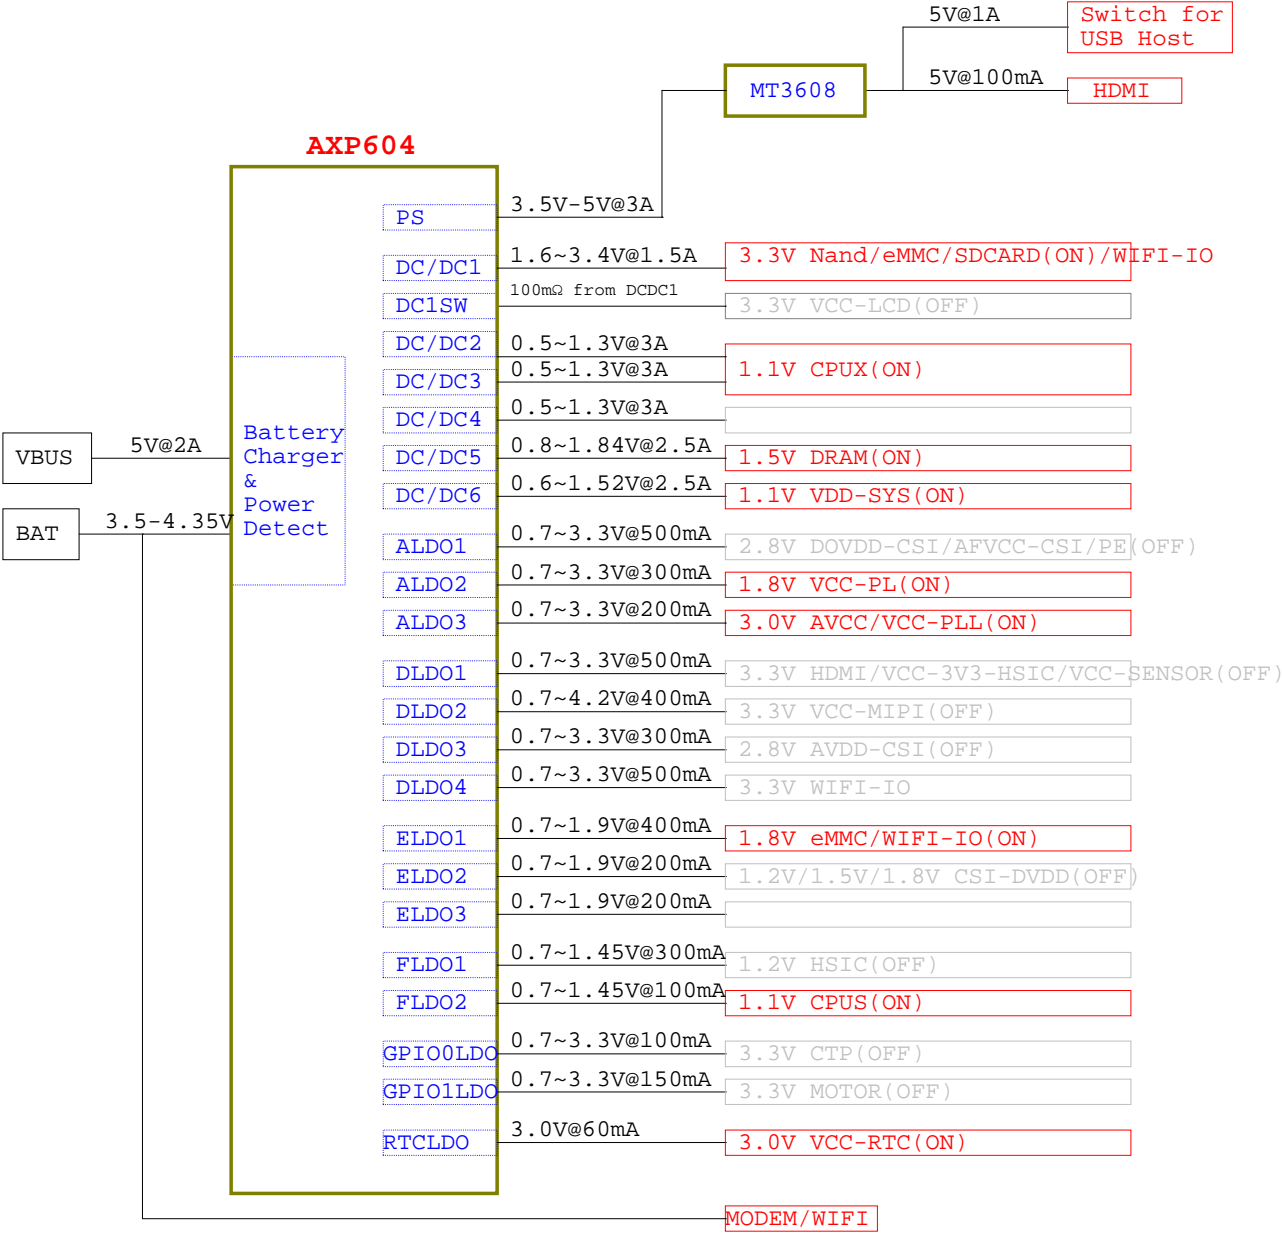 5V@1A
Switch for
USB Host
5V@100mA
MT3608
HDMI
AXP604
PS
3.5V-5V@3A
DC/DC1
1.6~3.4V@1.5A
3.3V Nand/eMMC/SDCARD(ON)/WIFI-IO
DC1SW
100mΩ from DCDC1
3.3V VCC-LCD(OFF)
DC/DC2
0.5~1.3V@3A
DC/DC3
0.5~1.3V@3A
1.1V CPUX(ON)
DC/DC4
0.5~1.3V@3A
VBUS
5V@2A
Battery
Charger
&
Power
Detect
DC/DC5
0.8~1.84V@2.5A
1.5V DRAM(ON)
DC/DC6
0.6~1.52V@2.5A
1.1V VDD-SYS(ON)
BAT
3.5-4.35V
ALDO1
0.7~3.3V@500mA
2.8V DOVDD-CSI/AFVCC-CSI/PE(OFF)
ALDO2
0.7~3.3V@300mA
1.8V VCC-PL(ON)
ALDO3
0.7~3.3V@200mA
3.0V AVCC/VCC-PLL(ON)
DLDO1
0.7~3.3V@500mA
3.3V HDMI/VCC-3V3-HSIC/VCC-SENSOR(OFF)
DLDO2
0.7~4.2V@400mA
3.3V VCC-MIPI(OFF)
DLDO3
0.7~3.3V@300mA
2.8V AVDD-CSI(OFF)
DLDO4
0.7~3.3V@500mA
3.3V WIFI-IO
ELDO1
0.7~1.9V@400mA
1.8V eMMC/WIFI-IO(ON)
ELDO2
0.7~1.9V@200mA
1.2V/1.5V/1.8V CSI-DVDD(OFF)
ELDO3
0.7~1.9V@200mA
FLDO1
0.7~1.45V@300mA
1.2V HSIC(OFF)
FLDO2
0.7~1.45V@100mA
1.1V CPUS(ON)
GPIO0LDO
0.7~3.3V@100mA
3.3V CTP(OFF)
GPIO1LDO
0.7~3.3V@150mA
3.3V MOTOR(OFF)
RTCLDO
3.0V@60mA
3.0V VCC-RTC(ON)
MODEM/WIFI